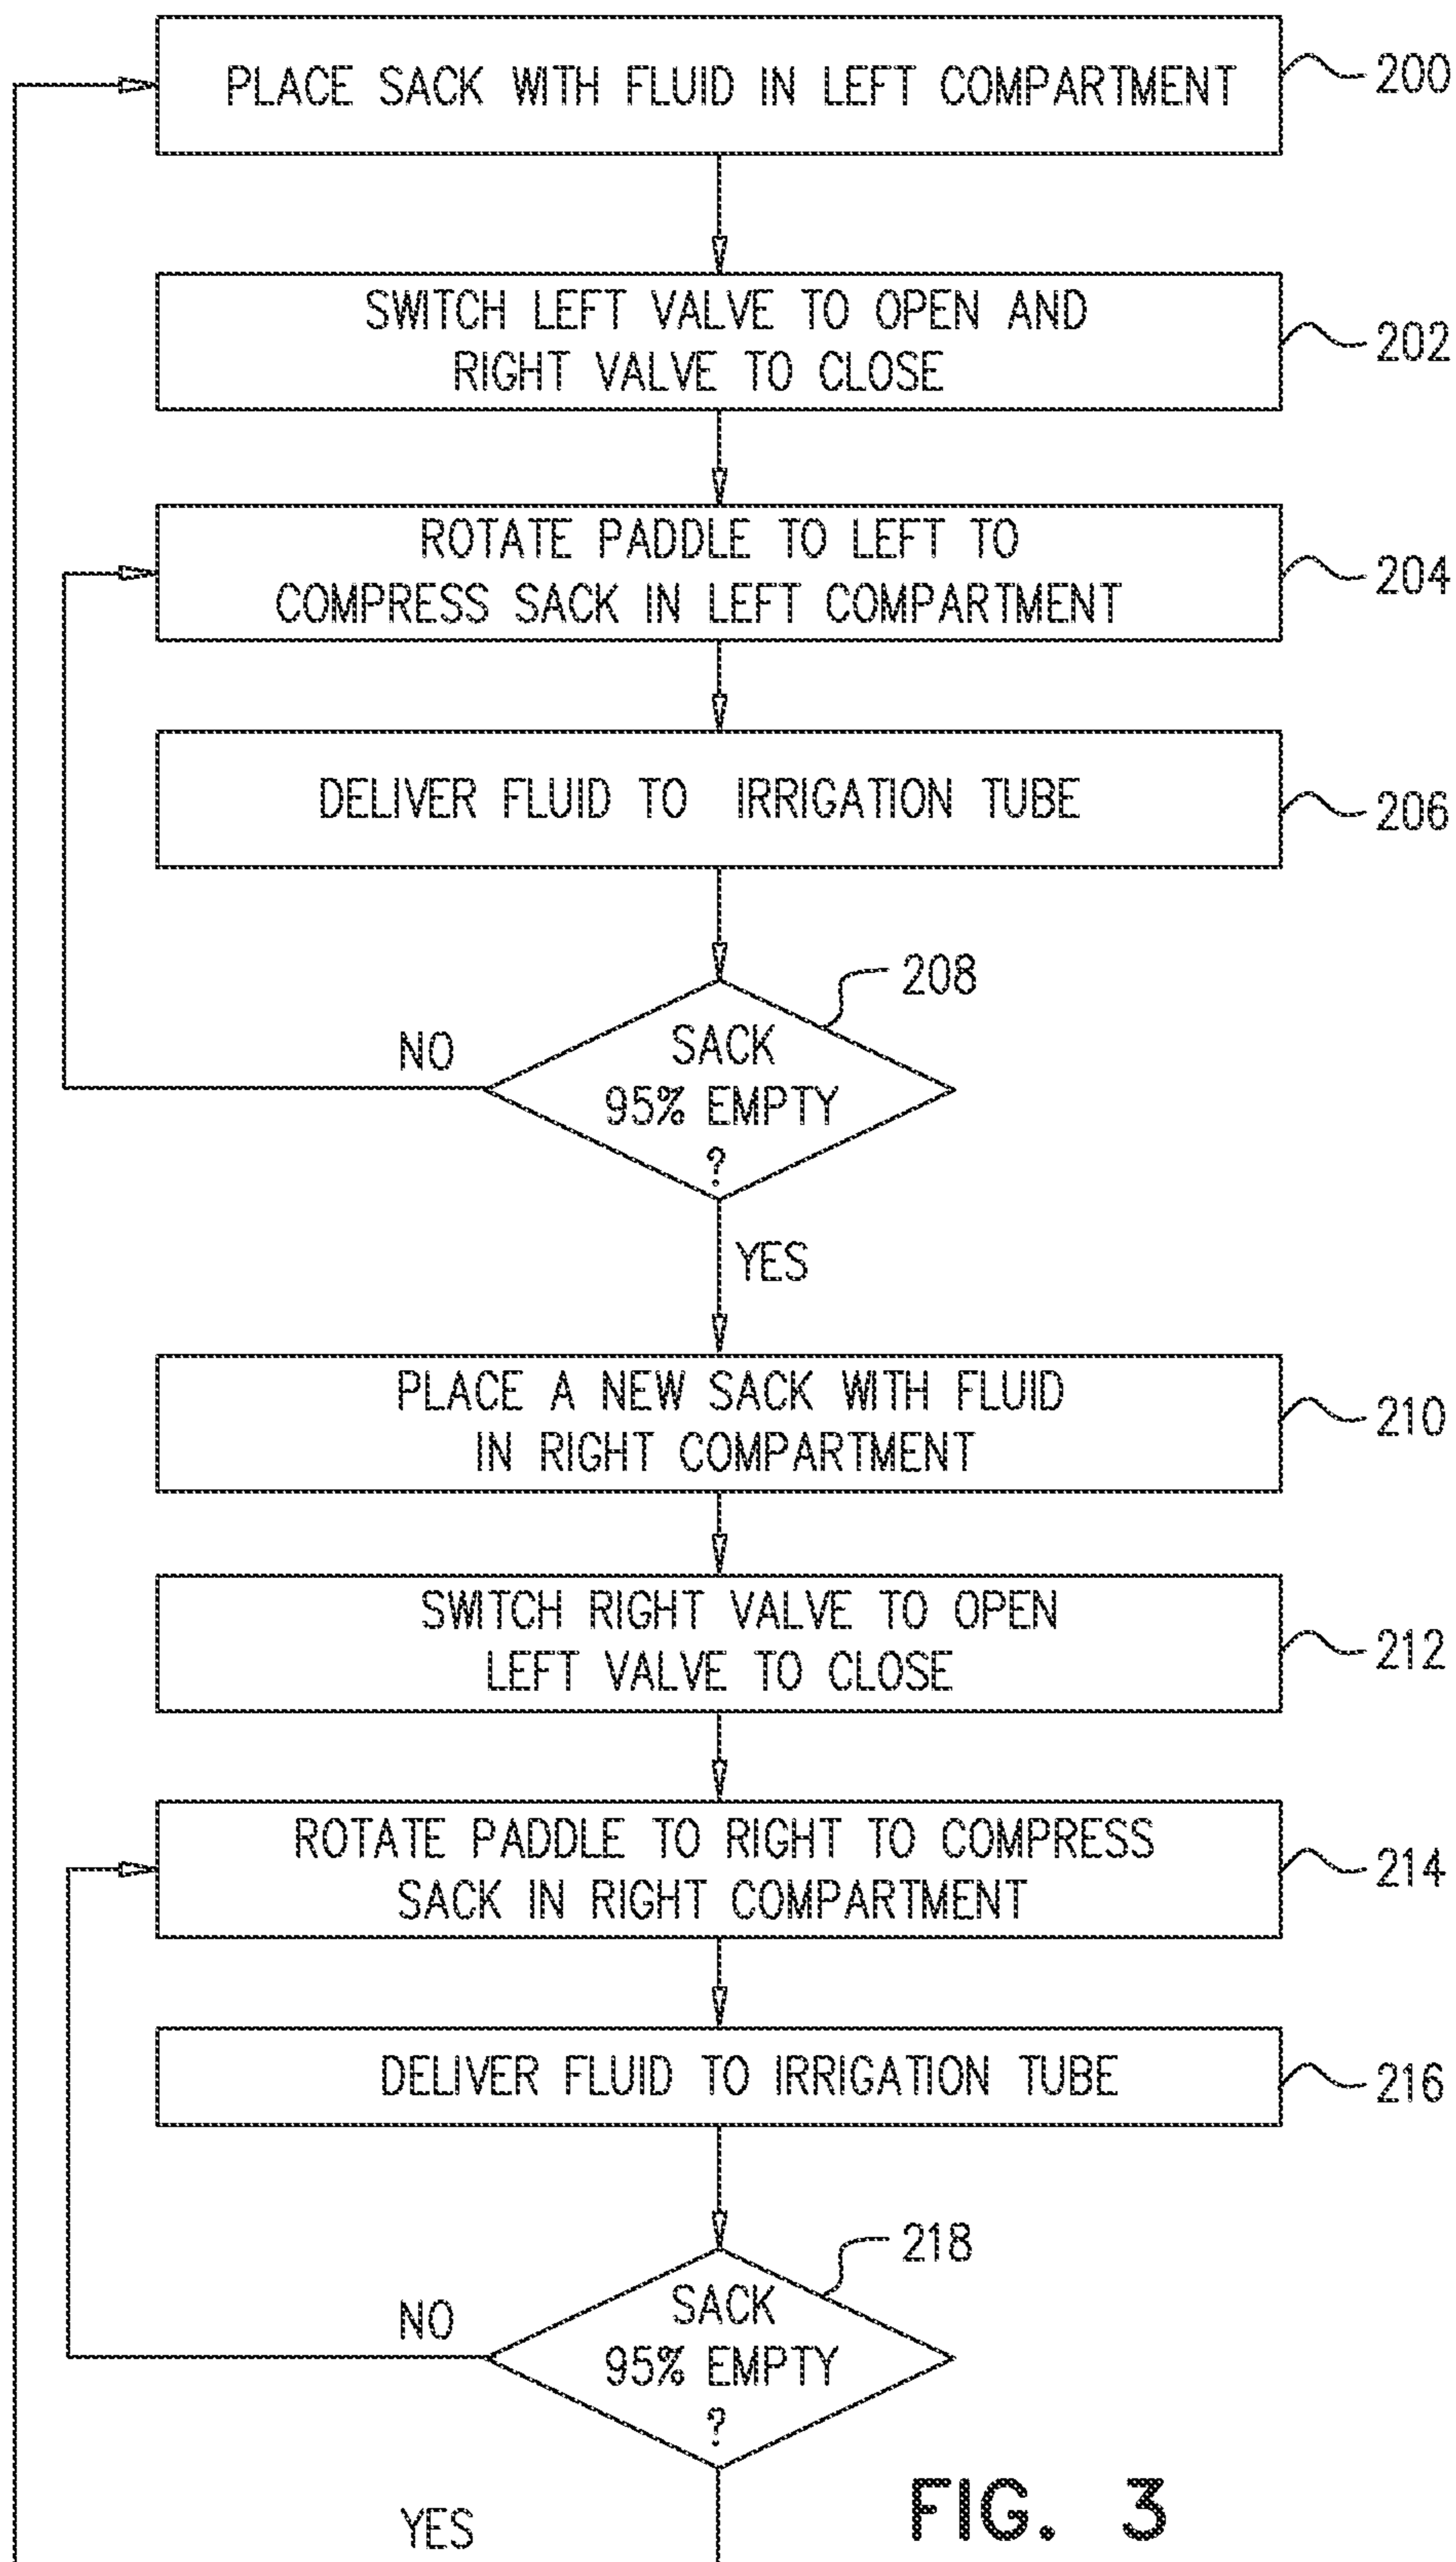 PLACE SACK WITH FLUID IN LEFT COMPARTMENT
200
SWITCH LEFT VALVE TO OPEN AND
RIGHT VALVE TO CLOSE
202
ROTATE PADDLE TO LEFT TO
COMPRESS SACK IN LEFT COMPARTMENT
204
DELIVER FLUID TO IRRIGATION TUBE
206
208
SACK
95% EMPTY
?
NO
YES
PLACE A NEW SACK WITH FLUID
IN RIGHT COMPARTMENT
210
SWITCH RIGHT VALVE TO OPEN
LEFT VALVE TO CLOSE
212
ROTATE PADDLE TO RIGHT TO COMPRESS
SACK IN RIGHT COMPARTMENT
214
DELIVER FLUID TO IRRIGATION TUBE
216
218
SACK
95% EMPTY
?
NO
YES
FIG. 3